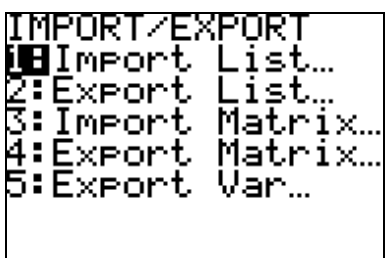 IMPORT/EXPORT
1:Import List…
2:Export List…
3:Import Matrix…
4:Export Matrix…
5:Export Var…